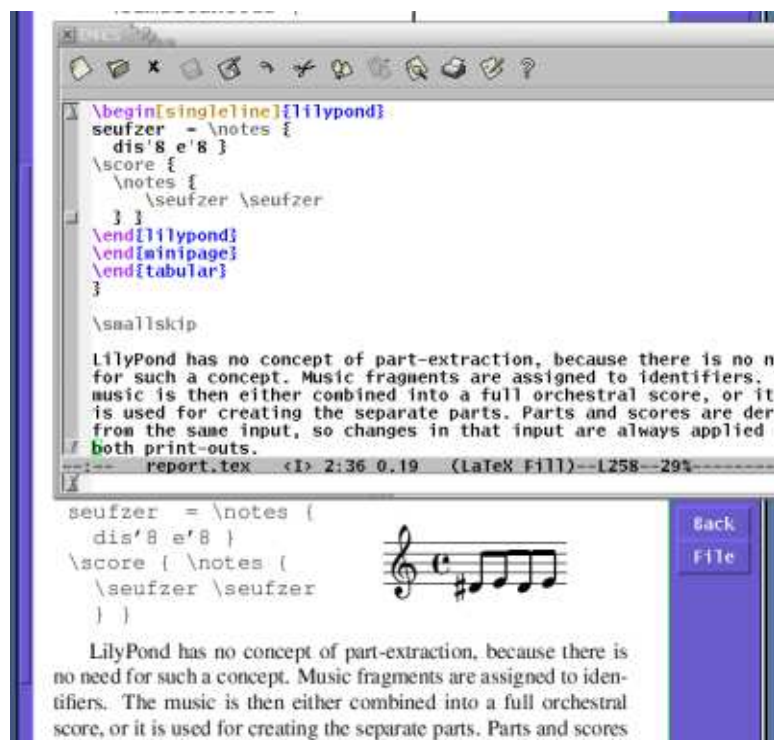 \begin[singleline]{lilypond}
seufzer = \notes {
dis'8 e'8 }
\score {
\notes {
\seufzer \seufzer
} }
\end{lilypond}
\end{minipage}
\end{tabular}
}
\smallskip
LilyPond has no concept of part-extraction, because there is no n
for such a concept. Music fragments are assigned to identifiers.
music is then either combined into a full orchestral score, or it
is used for creating the separate parts. Parts and scores are der
from the same input, so changes in that input are always applied
both print-outs.
--:-- report.tex <I> 2:36 0.19 (LaTeX Fill)--L258--29%--------
seufzer = \notes {
dis'8 e'8 }
\score { \notes {
\seufzer \seufzer
} }
Back
File
LilyPond has no concept of part-extraction, because there is
no need for such a concept. Music fragments are assigned to iden-
tifiers. The music is then either combined into a full orchestral
score, or it is used for creating the separate parts. Parts and scores